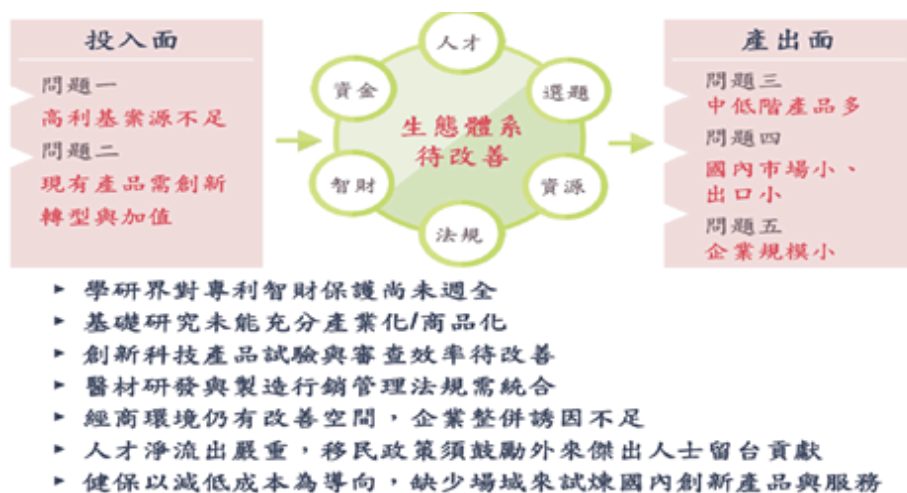 投入面
問題一
高利基案源不足
問題二
現有產品需創新
轉型與加值
人才
資金
選題
生態體系
待改善
智財
資源
法規
產出面
問題三
中低階產品多
問題四
國內市場小、
出口小
問題五
企業規模小
▸ 學研界對專利智財保護尚未週全
▸ 基礎研究未能充分產業化/商品化
▸ 創新科技產品試驗與審查效率待改善
▸ 醫材研發與製造行銷管理法規需統合
▸ 經商環境仍有改善空間，企業整併誘因不足
▸ 人才淨流出嚴重，移民政策須鼓勵外來傑出人士留台貢獻
▸ 健保以減低成本為導向，缺少場域來試煉國內創新產品與服務